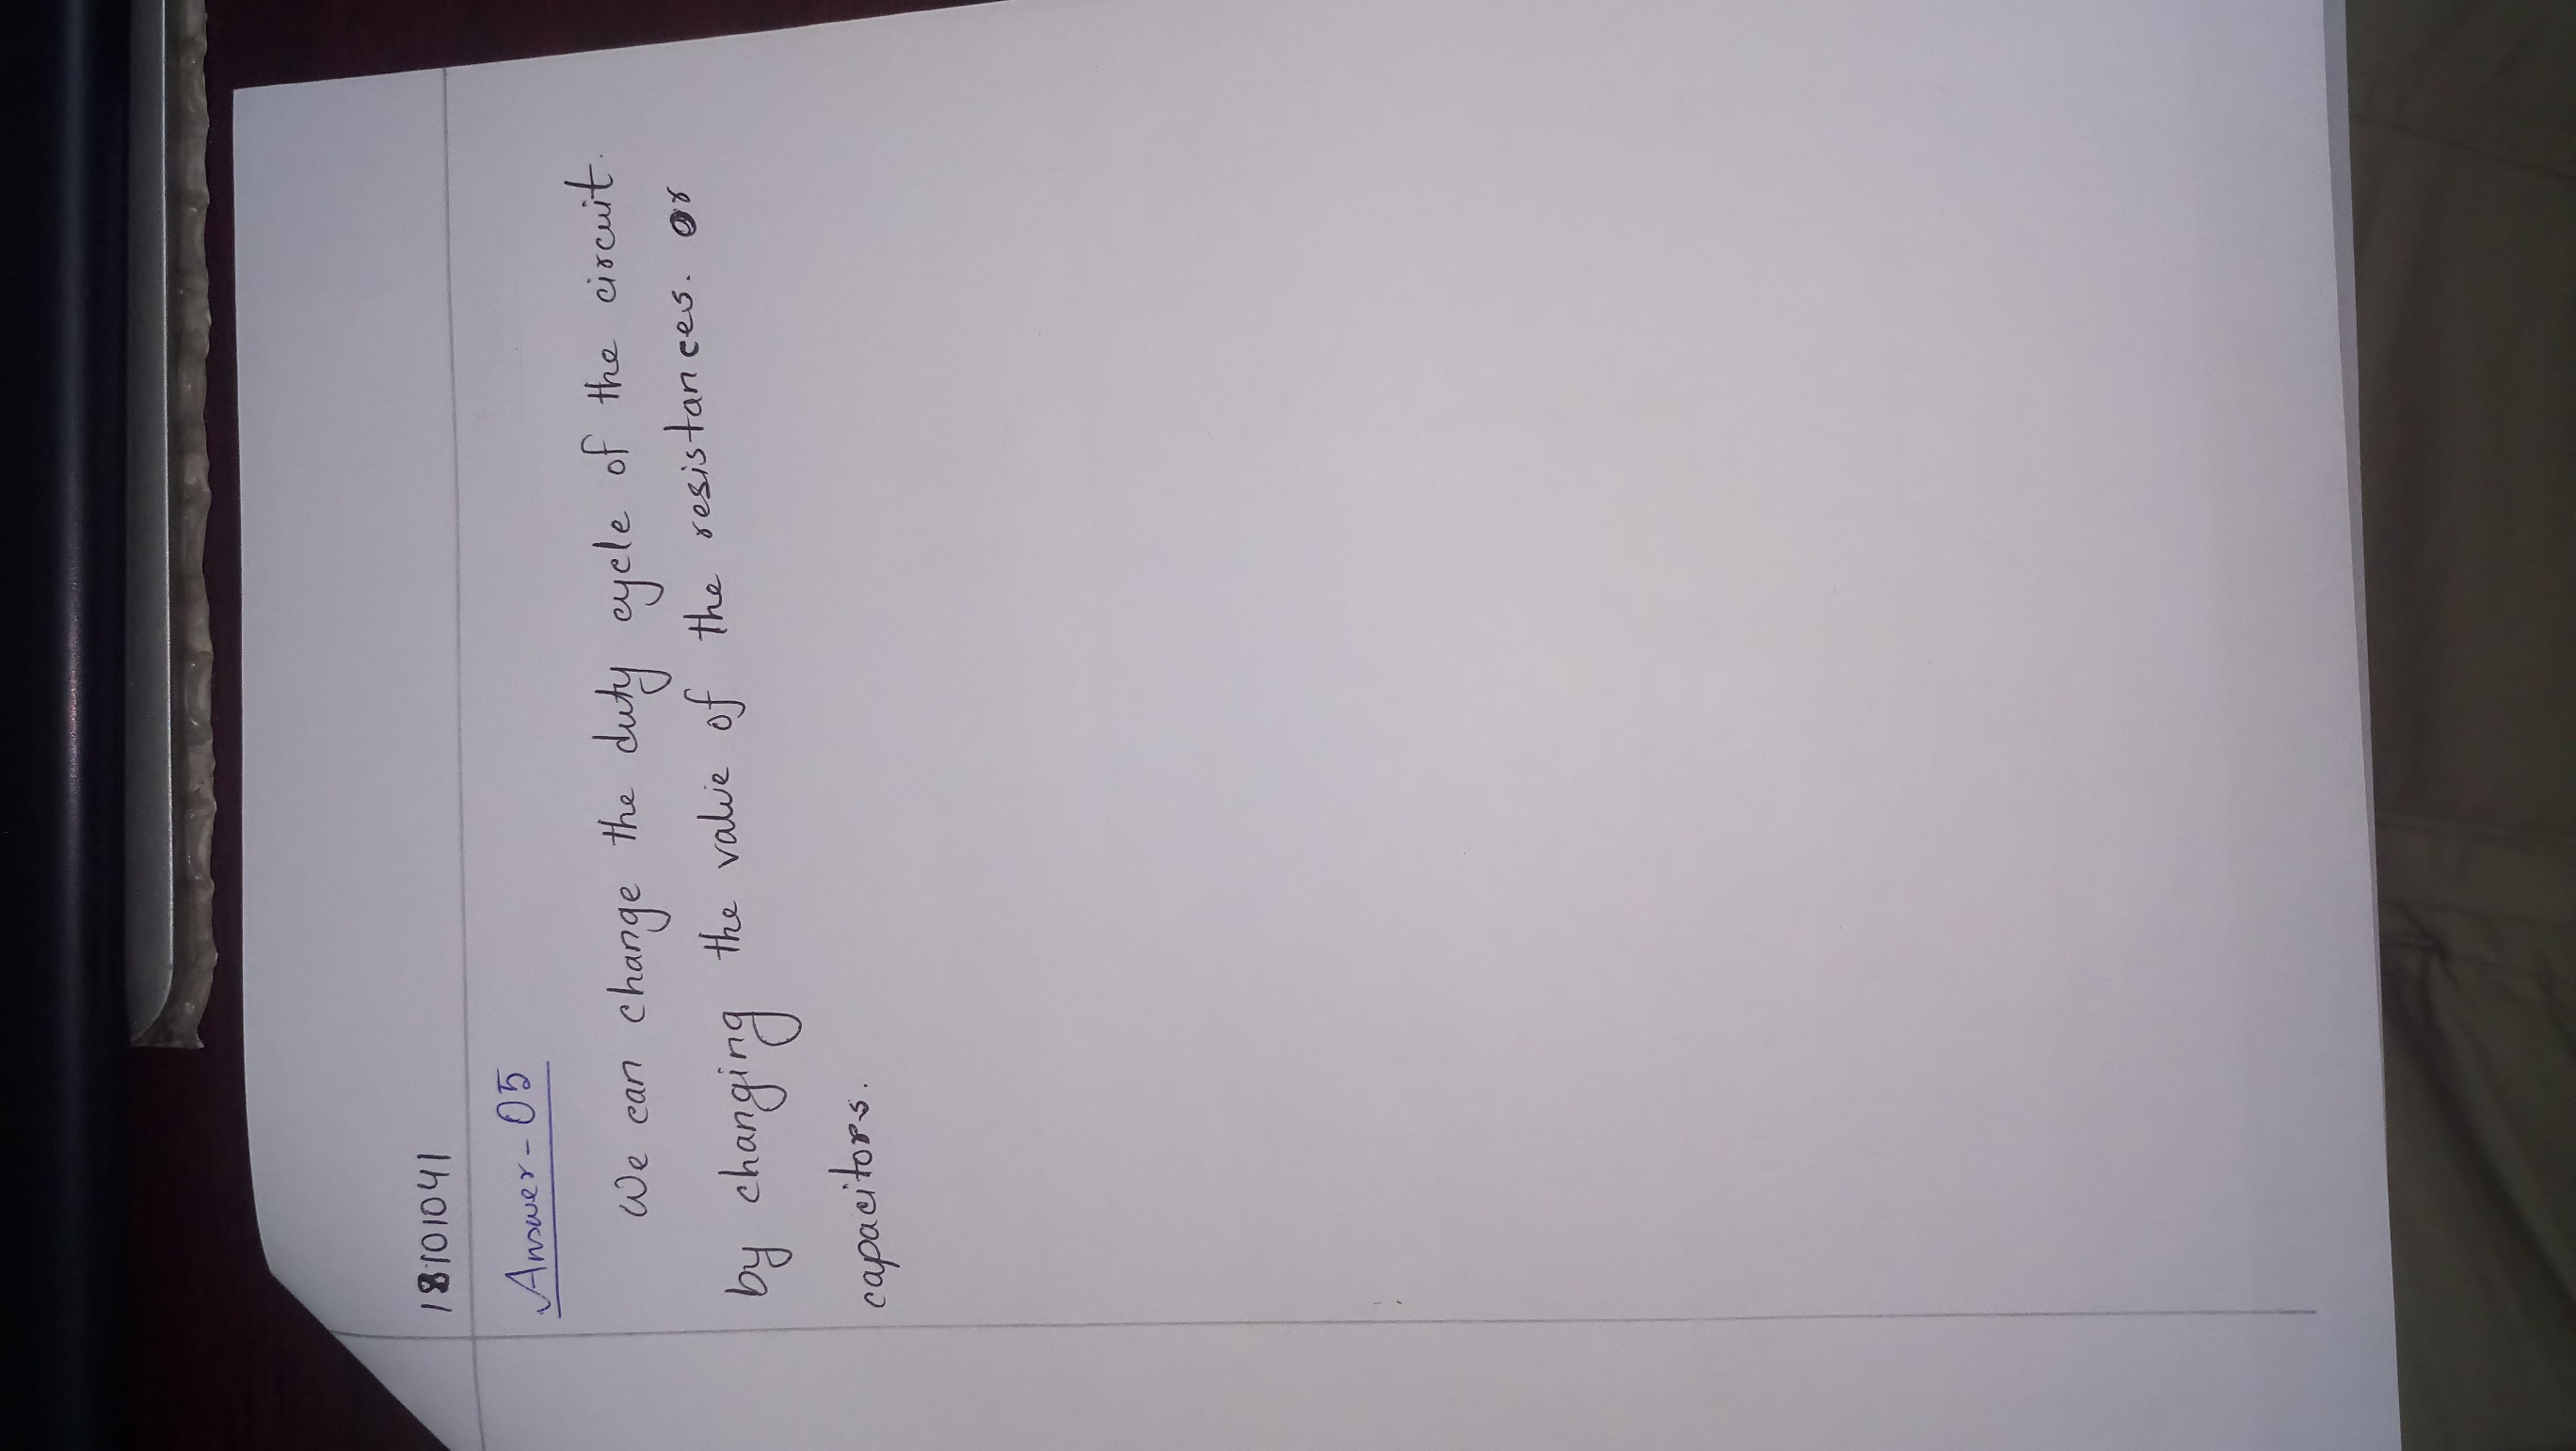 18101041
Answer-05
We can change the duty cycle of the circuit.
by changing the value of the resistances. or
capacitors.